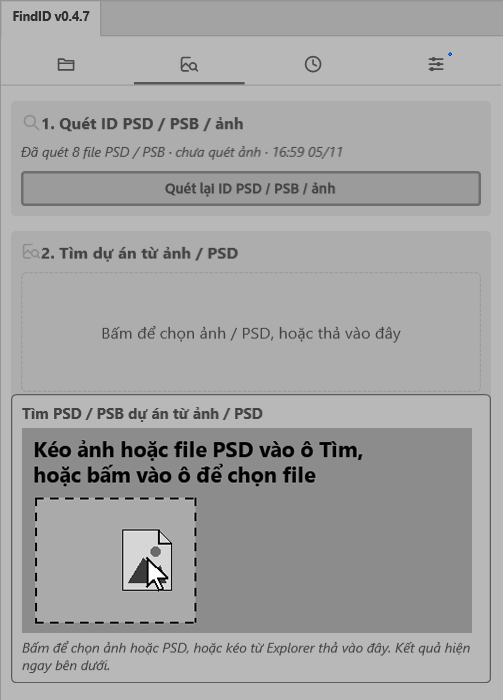 FindID v0.4.7
1. Quét ID PSD / PSB / ảnh
Đã quét 8 file PSD / PSB · chưa quét ảnh · 16:59 05/11
Quét lại ID PSD / PSB / ảnh
2. Tìm dự án từ ảnh / PSD
Bấm để chọn ảnh / PSD, hoặc thả vào đây
Tìm PSD / PSB dự án từ ảnh / PSD
Kéo ảnh hoặc file PSD vào ô Tìm,
hoặc bấm vào ô để chọn file
Bấm để chọn ảnh hoặc PSD, hoặc kéo từ Explorer thả vào đây. Kết quả hiện
ngay bên dưới.